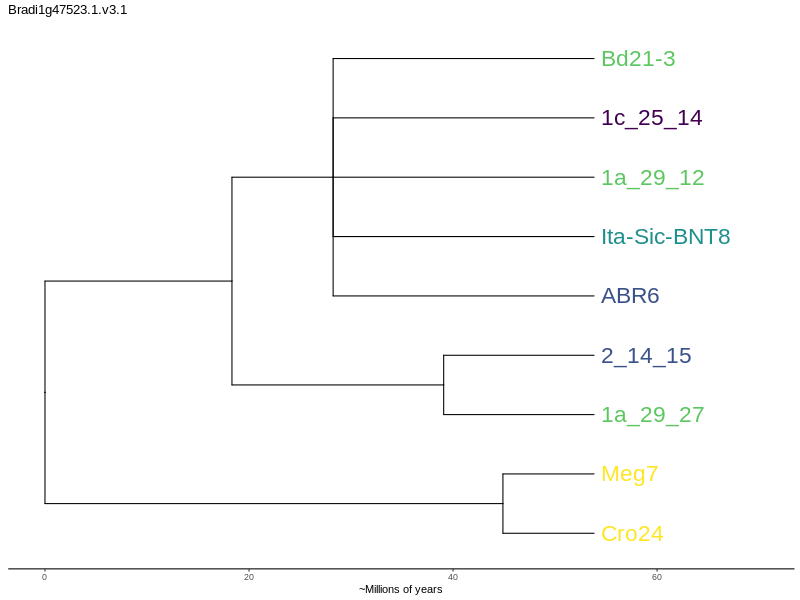 Bradi1g47523.1.v3.1
Bd21-3
1c_25_14
1a_29_12
Ita-Sic-BNT8
ABR6
2_14_15
1a_29_27
Meg7
Cro24
0 20 40 60
~Millions of years